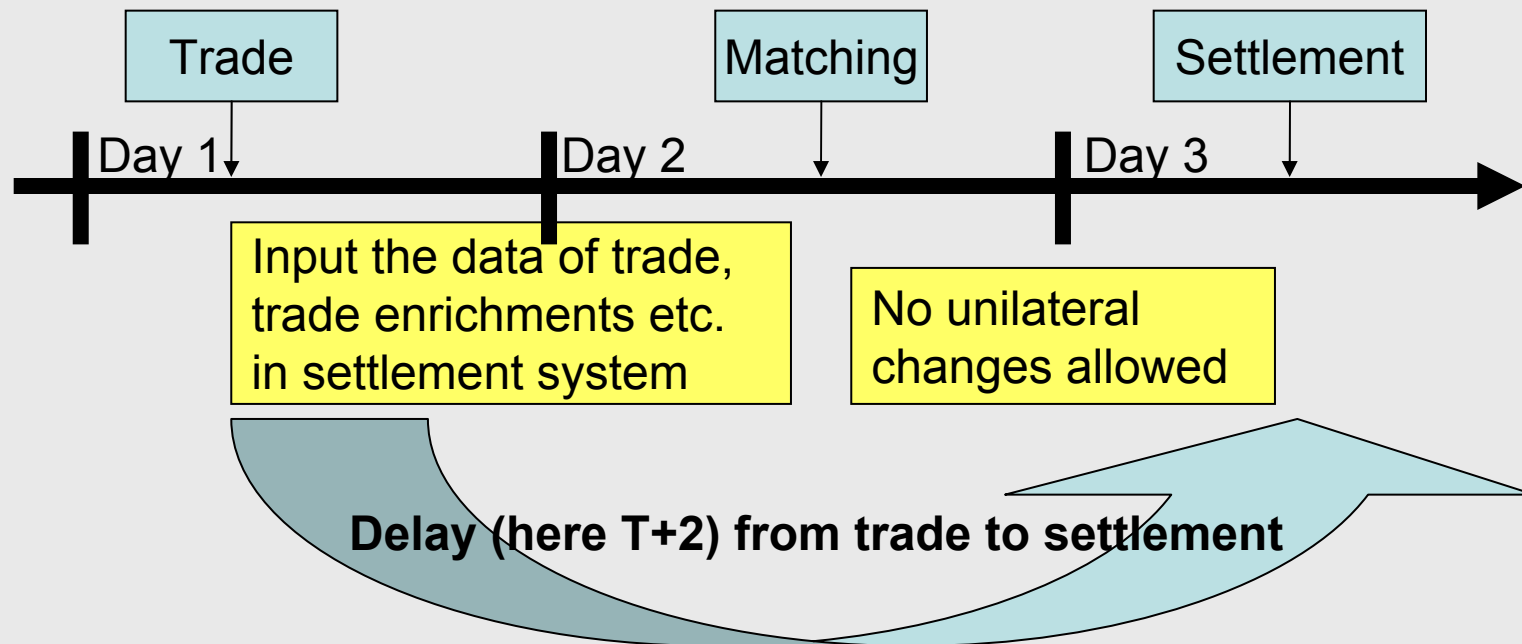 Trade
Matching
Settlement
Day 1
Day 2
Day 3
Input the data of trade,
trade enrichments etc.
in settlement system
No unilateral
changes allowed
Delay (here T+2) from trade to settlement